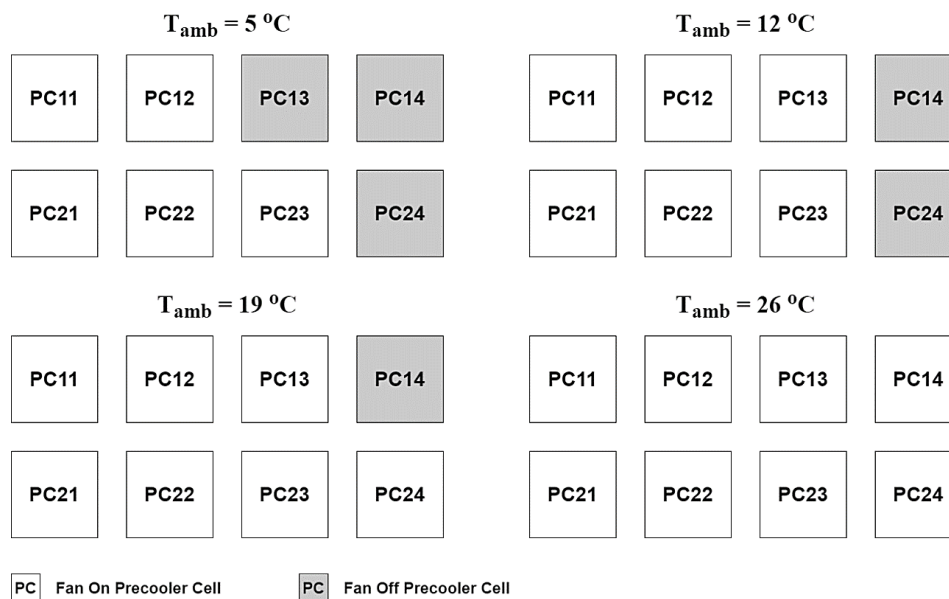 T_amb = 5 °C
PC11 PC12 PC13 PC14
PC21 PC22 PC23 PC24
T_amb = 12 °C
PC11 PC12 PC13 PC14
PC21 PC22 PC23 PC24
T_amb = 19 °C
PC11 PC12 PC13 PC14
PC21 PC22 PC23 PC24
T_amb = 26 °C
PC11 PC12 PC13 PC14
PC21 PC22 PC23 PC24
PC Fan On Precooler Cell
PC Fan Off Precooler Cell